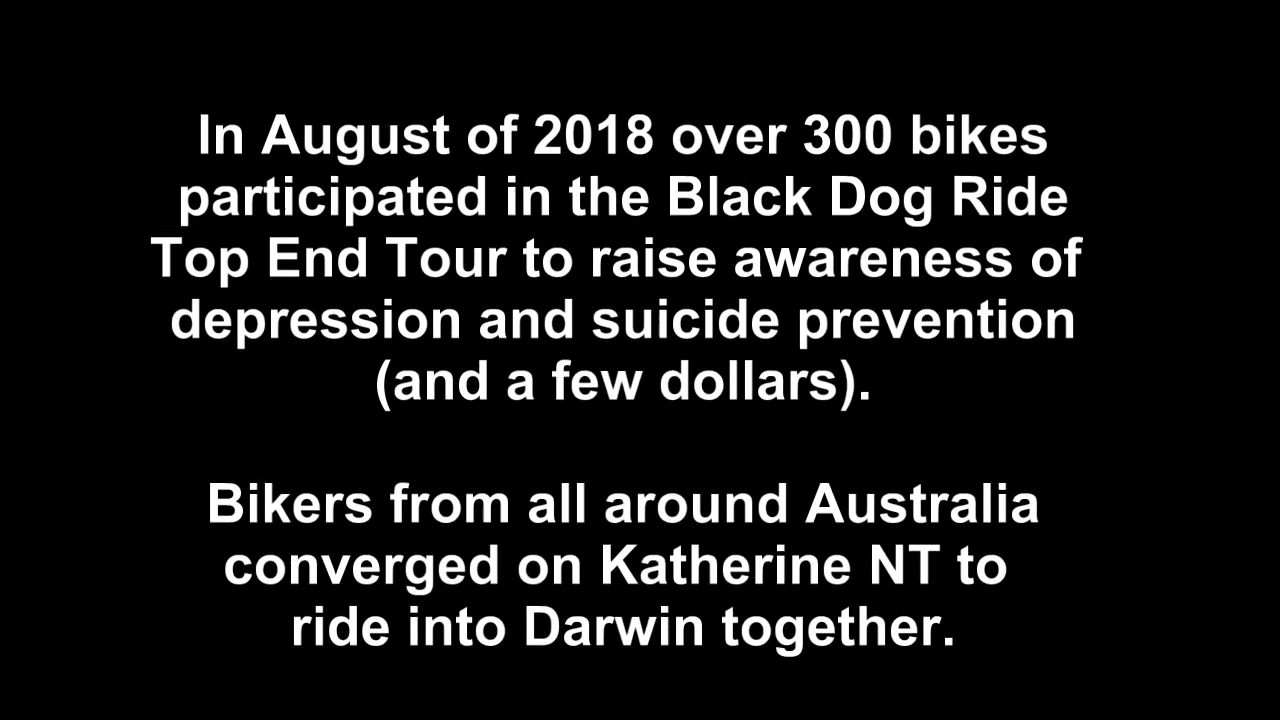 In August of 2018 over 300 bikes
participated in the Black Dog Ride
Top End Tour to raise awareness of
depression and suicide prevention
(and a few dollars).
Bikers from all around Australia
converged on Katherine NT to
ride into Darwin together.